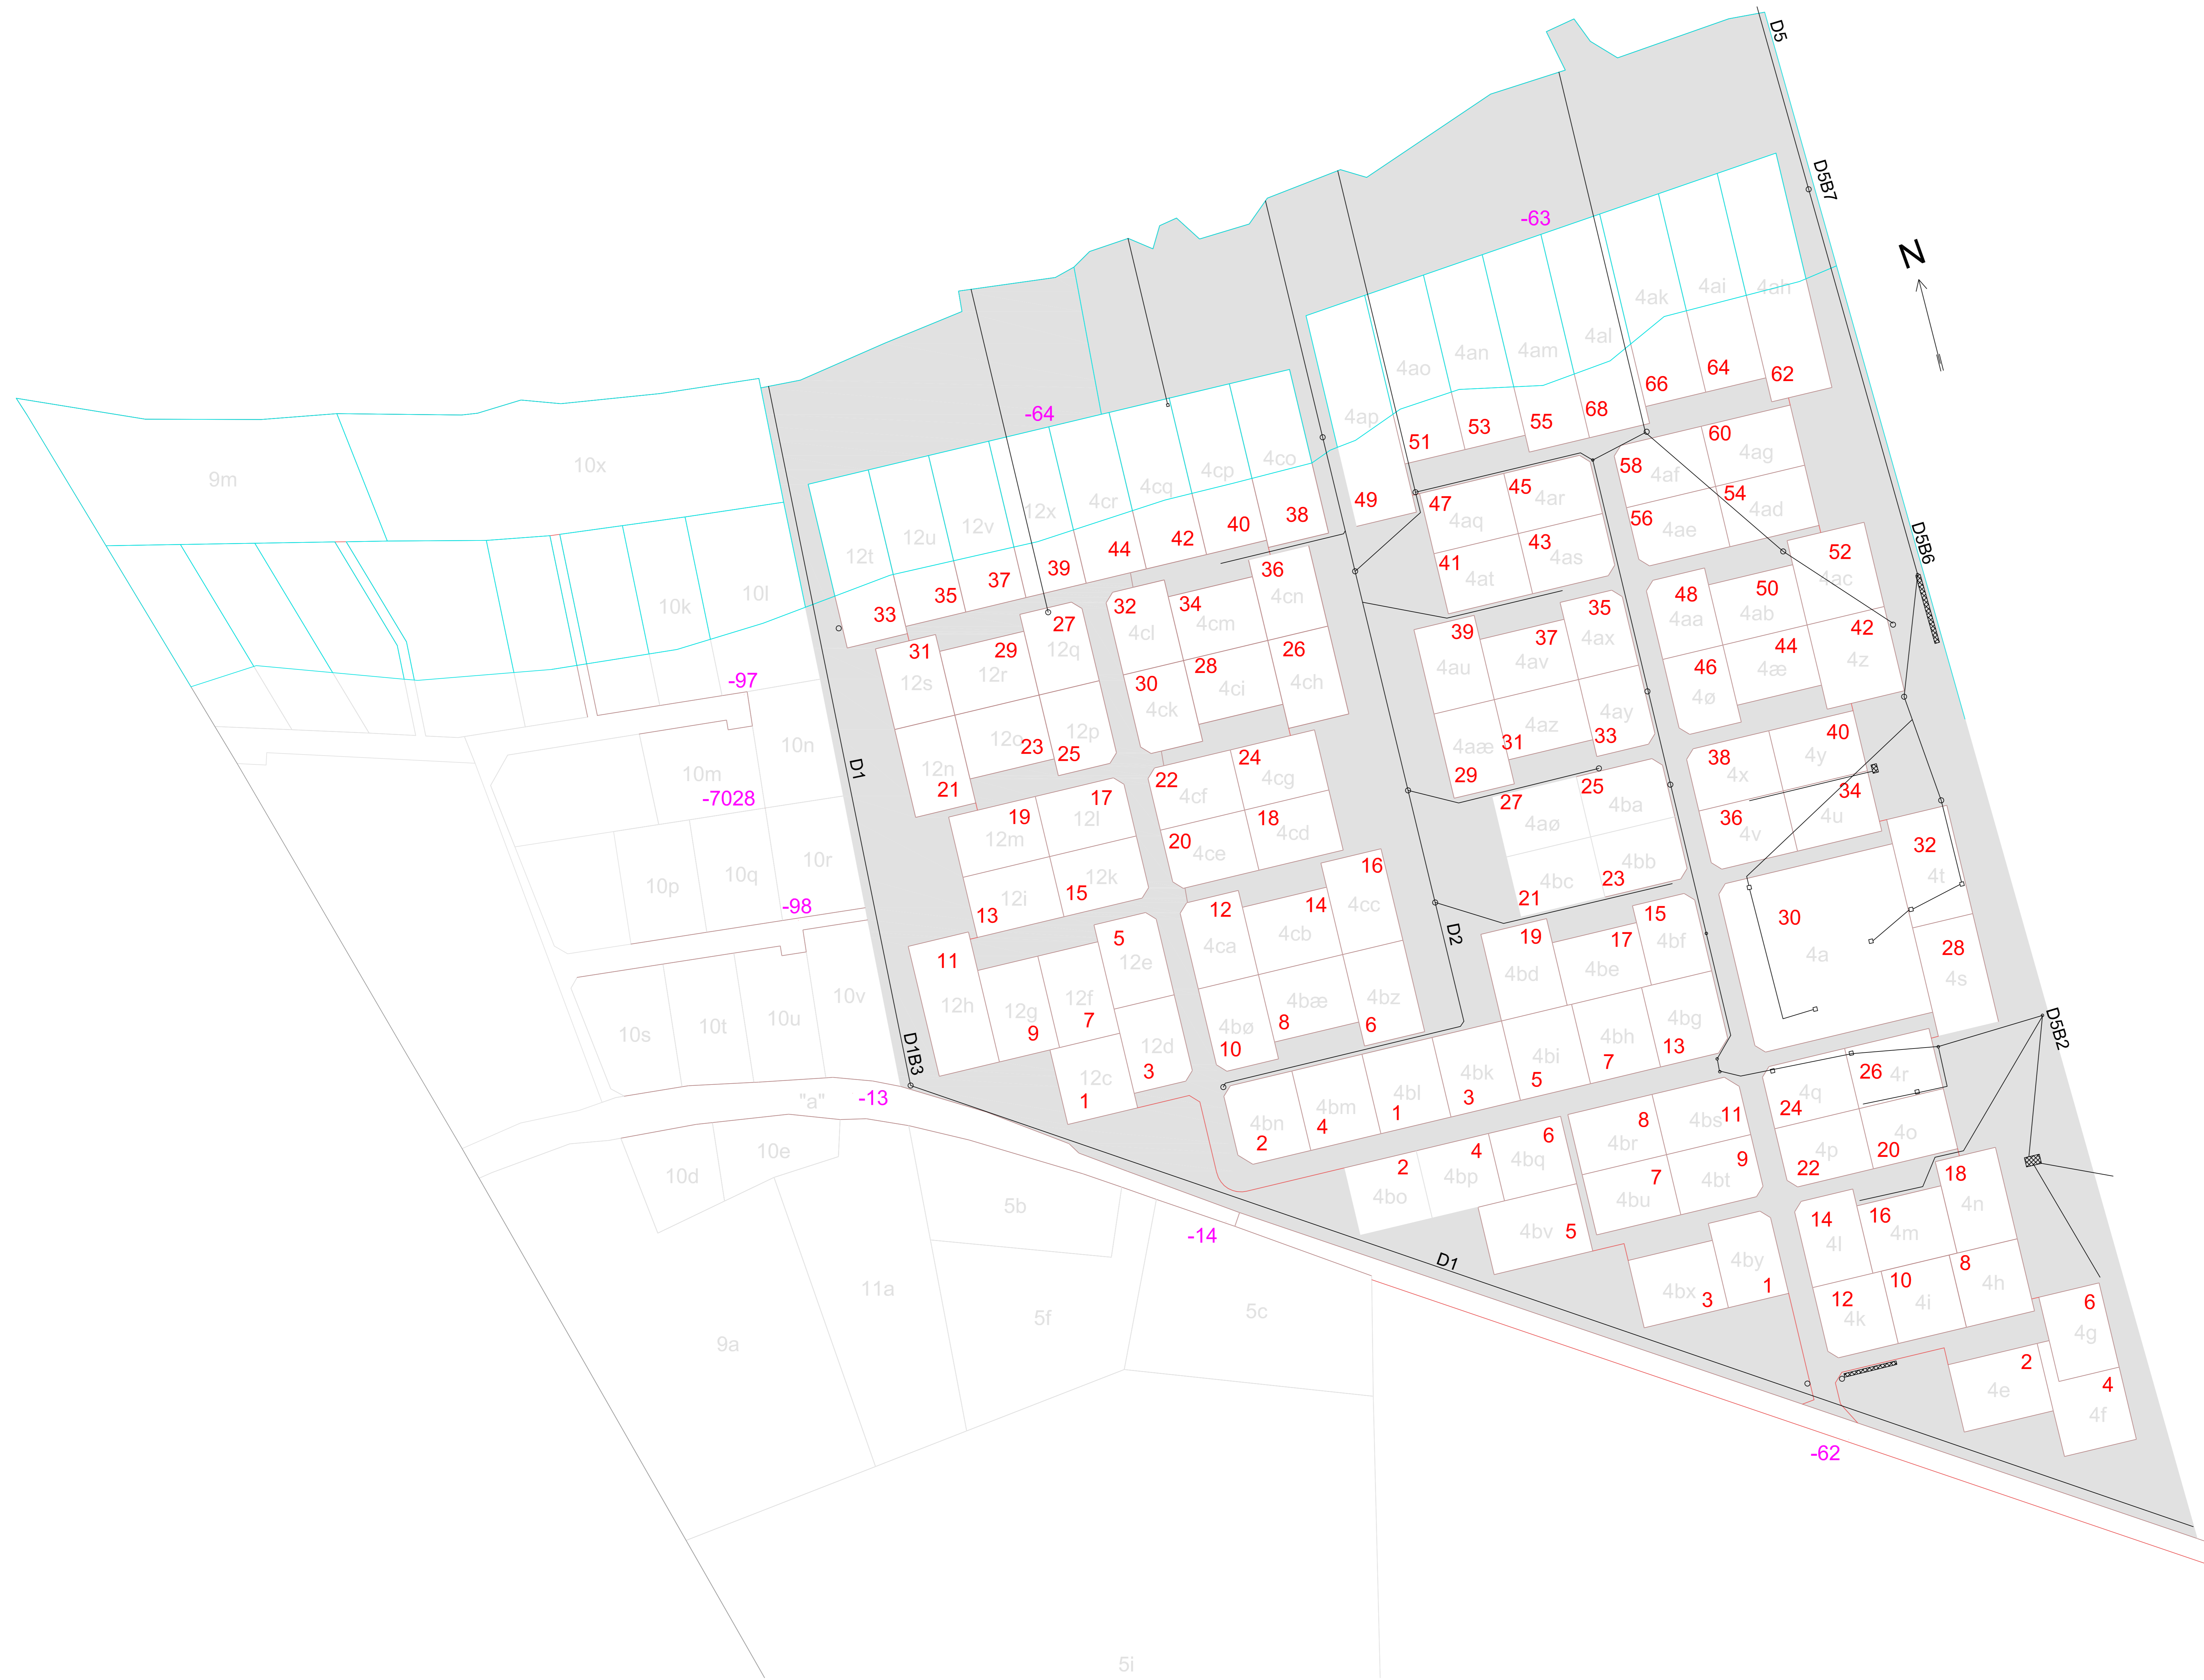 D5
D5B7
-63
N
4ak
4ai
4ah
4al
4am
4an
4ao
4ap
66
64
62
68
55
53
51
49
9m
10x
-64
4co
4cp
4cq
4cr
12x
12v
12u
12t
38
40
42
44
39
37
35
33
60
58
4af
4ag
54
56
4ae
4ad
45
47
4aq
4ar
43
41
4at
4as
D5B6
52
4ac
50
48
4aa
4ab
42
44
46
4ø
4æ
4z
36
34
32
4cl
4cm
4cn
26
28
30
4ck
4ci
4ch
27
29
31
12s
12r
12q
35
37
39
4au
4av
4ax
33
31
29
4aæ
4az
4ay
10k
10l
-97
10n
10m
-7028
12n
21
12o
23
12p
25
D1
40
38
4x
4y
36
34
4v
4u
24
22
4cf
4cg
18
20
4ce
4cd
27
25
4aø
4ba
21
23
4bc
4bb
19
17
12m
12l
13
15
12i
12k
10p
10q
10r
-98
32
4t
28
4s
30
4a
16
14
12
4ca
4cb
4cc
D2
19
17
15
4bd
4be
4bf
11
12h
12g
9
12f
7
5
12e
12d
3
12c
1
10
4bø
8
4bæ
6
4bz
10s
10t
10u
10v
D1B3
"a"
-13
D5B2
4bg
13
4bh
7
4bi
5
4bk
3
4bl
1
4bm
4
4bn
2
26
4r
24
4q
20
4o
22
4p
8
11
4br
4bs
7
9
4bu
4bt
6
4
2
4bo
4bp
4bq
4bv
5
10d
10e
5b
-14
D1
18
16
14
4l
4m
4n
8
10
12
4k
4i
4h
4by
1
4bx
3
11a
9a
5f
5c
6
4g
2
4e
4
4f
-62
5i